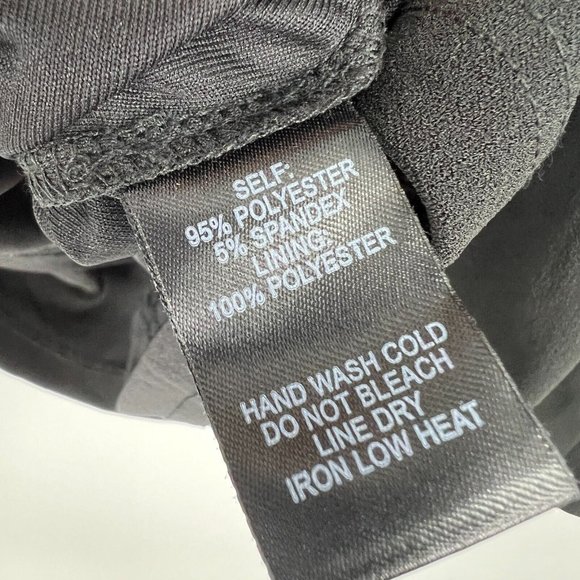 SELF:
95% POLYESTER
5% SPANDEX
LINING:
100% POLYESTER
HAND WASH COLD
DO NOT BLEACH
LINE DRY
IRON LOW HEAT